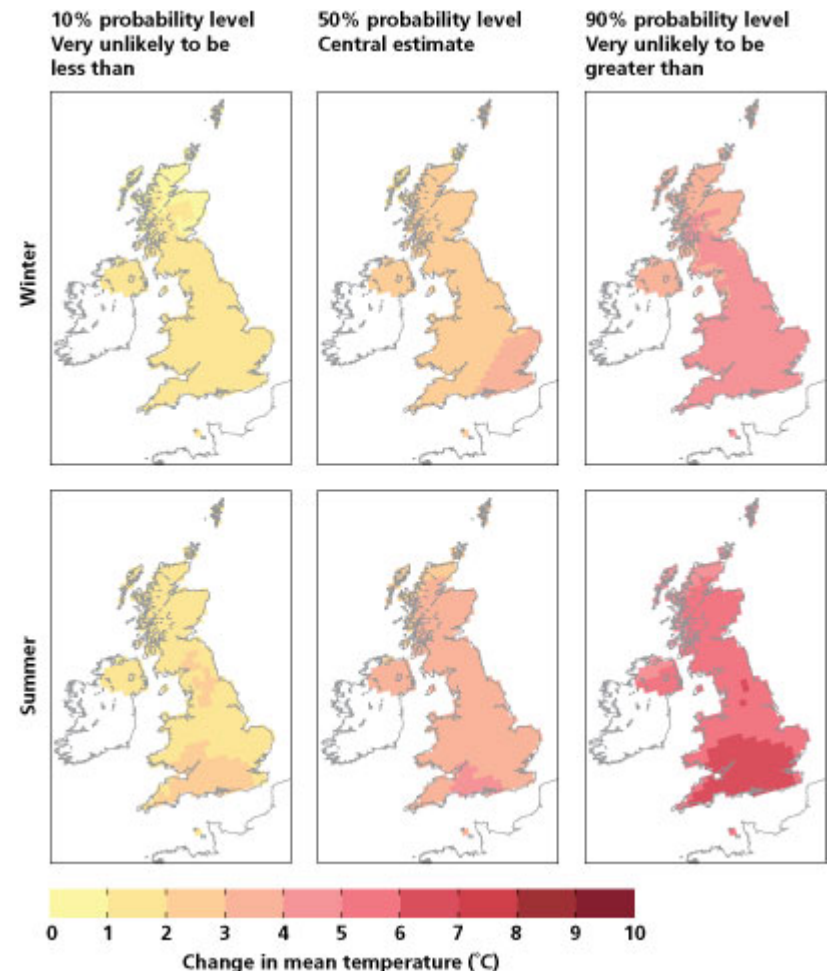 10% probability level
Very unlikely to be
less than
50% probability level
Central estimate
90% probability level
Very unlikely to be
greater than
Winter
Summer
0 1 2 3 4 5 6 7 8 9 10
Change in mean temperature (˚C)